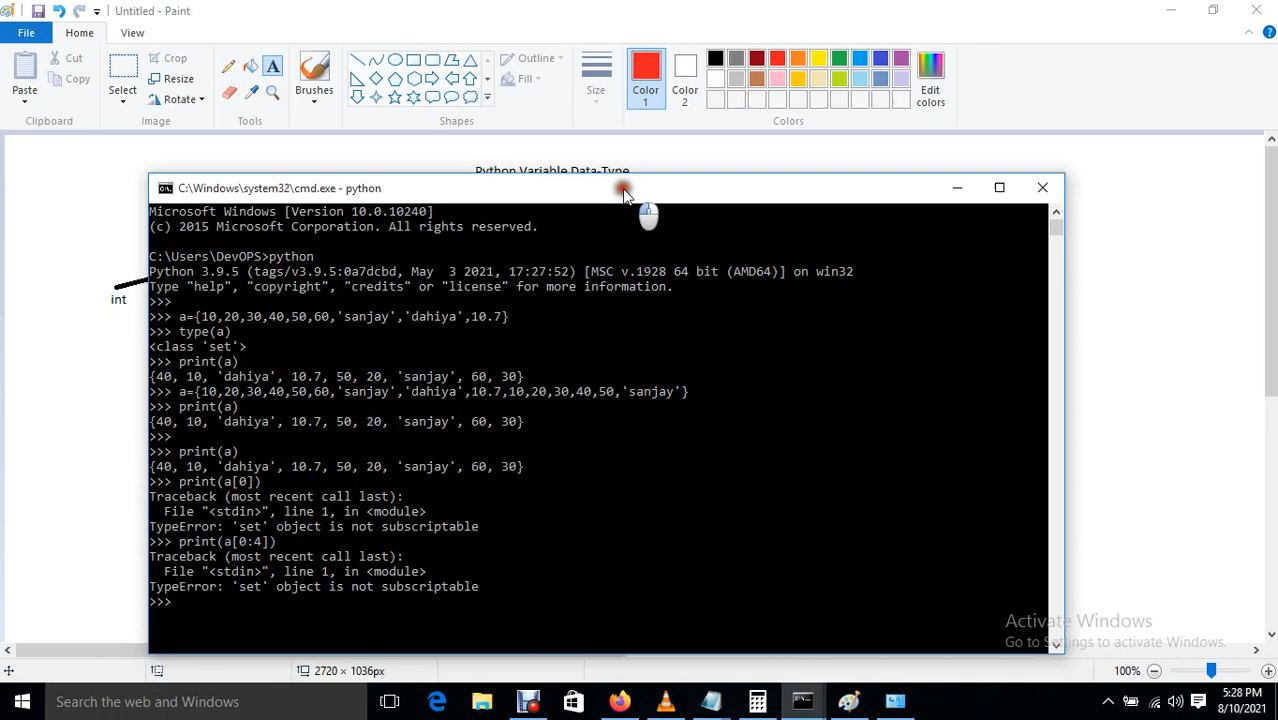 Untitled - Paint
File Home View
Paste
Cut
Copy
Clipboard
Select
Crop
Resize
Rotate
Image
A
Tools
Brushes
Outline
Fill
Shapes
Size
Color 1
Color 2
Edit colors
Colors
Python Variable Data-Type
int
C:\Windows\system32\cmd.exe - python
Microsoft Windows [Version 10.0.10240]
(c) 2015 Microsoft Corporation. All rights reserved.
C:\Users\DevOPS>python
Python 3.9.5 (tags/v3.9.5:0a7dcbd, May  3 2021, 17:27:52) [MSC v.1928 64 bit (AMD64)] on win32
Type "help", "copyright", "credits" or "license" for more information.
>>>
>>> a={10,20,30,40,50,60,'sanjay','dahiya',10.7}
>>> type(a)
<class 'set'>
>>> print(a)
{40, 10, 'dahiya', 10.7, 50, 20, 'sanjay', 60, 30}
>>> a={10,20,30,40,50,60,'sanjay','dahiya',10.7,10,20,30,40,50,'sanjay'}
>>> print(a)
{40, 10, 'dahiya', 10.7, 50, 20, 'sanjay', 60, 30}
>>>
>>> print(a)
{40, 10, 'dahiya', 10.7, 50, 20, 'sanjay', 60, 30}
>>> print(a[0])
Traceback (most recent call last):
  File "<stdin>", line 1, in <module>
TypeError: 'set' object is not subscriptable
>>> print(a[0:4])
Traceback (most recent call last):
  File "<stdin>", line 1, in <module>
TypeError: 'set' object is not subscriptable
>>>
Activate Windows
Go to Settings to activate Windows.
2720 × 1036px
100%
Search the web and Windows
5:28 PM
8/10/2021